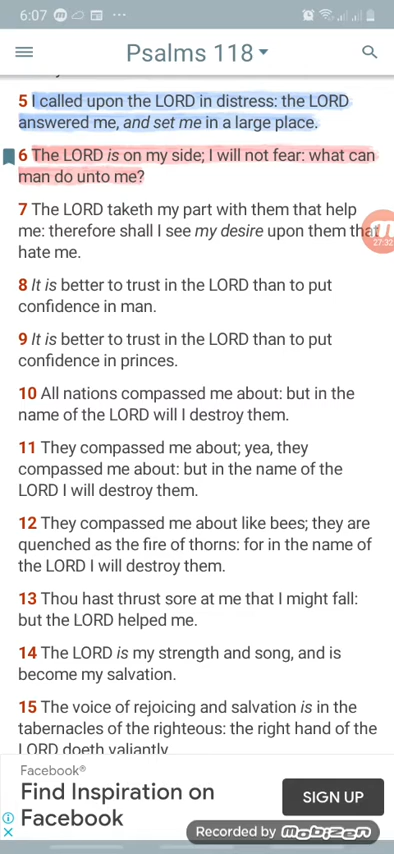 6:07
Psalms 118
5 I called upon the LORD in distress: the LORD
answered me, and set me in a large place.
6 The LORD is on my side; I will not fear: what can
man do unto me?
7 The LORD taketh my part with them that help
me: therefore shall I see my desire upon them that
hate me.
27:32
8 It is better to trust in the LORD than to put
confidence in man.
9 It is better to trust in the LORD than to put
confidence in princes.
10 All nations compassed me about: but in the
name of the LORD will I destroy them.
11 They compassed me about; yea, they
compassed me about: but in the name of the
LORD I will destroy them.
12 They compassed me about like bees; they are
quenched as the fire of thorns: for in the name of
the LORD I will destroy them.
13 Thou hast thrust sore at me that I might fall:
but the LORD helped me.
14 The LORD is my strength and song, and is
become my salvation.
15 The voice of rejoicing and salvation is in the
tabernacles of the righteous: the right hand of the
LORD doeth valiantly
Facebook®
Find Inspiration on
Facebook
SIGN UP
Recorded by mobizen